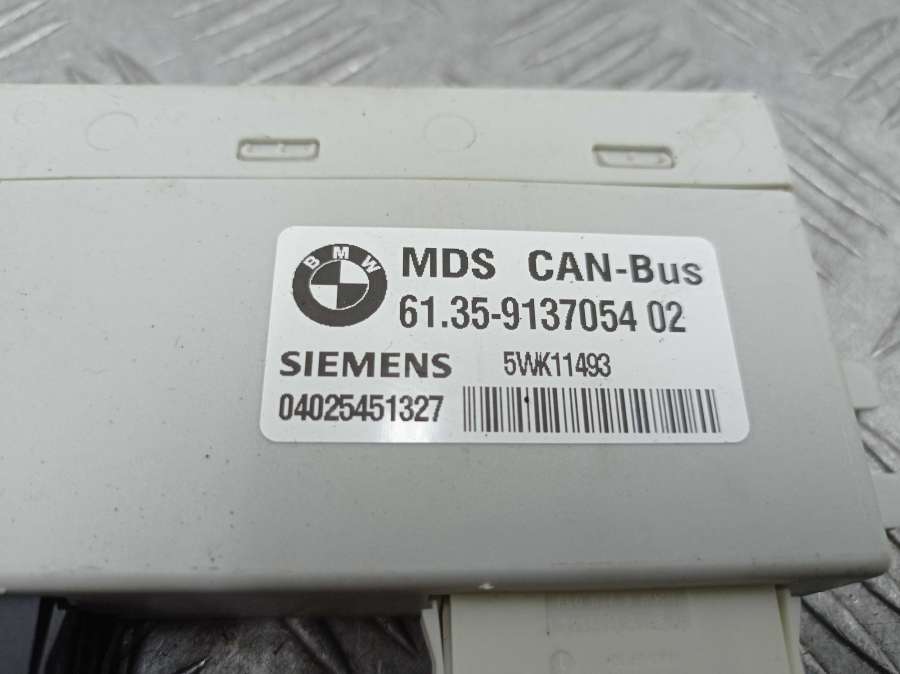 BMW
MDS CAN-Bus
61.35-9137054 02
SIEMENS 5WK11493
04025451327